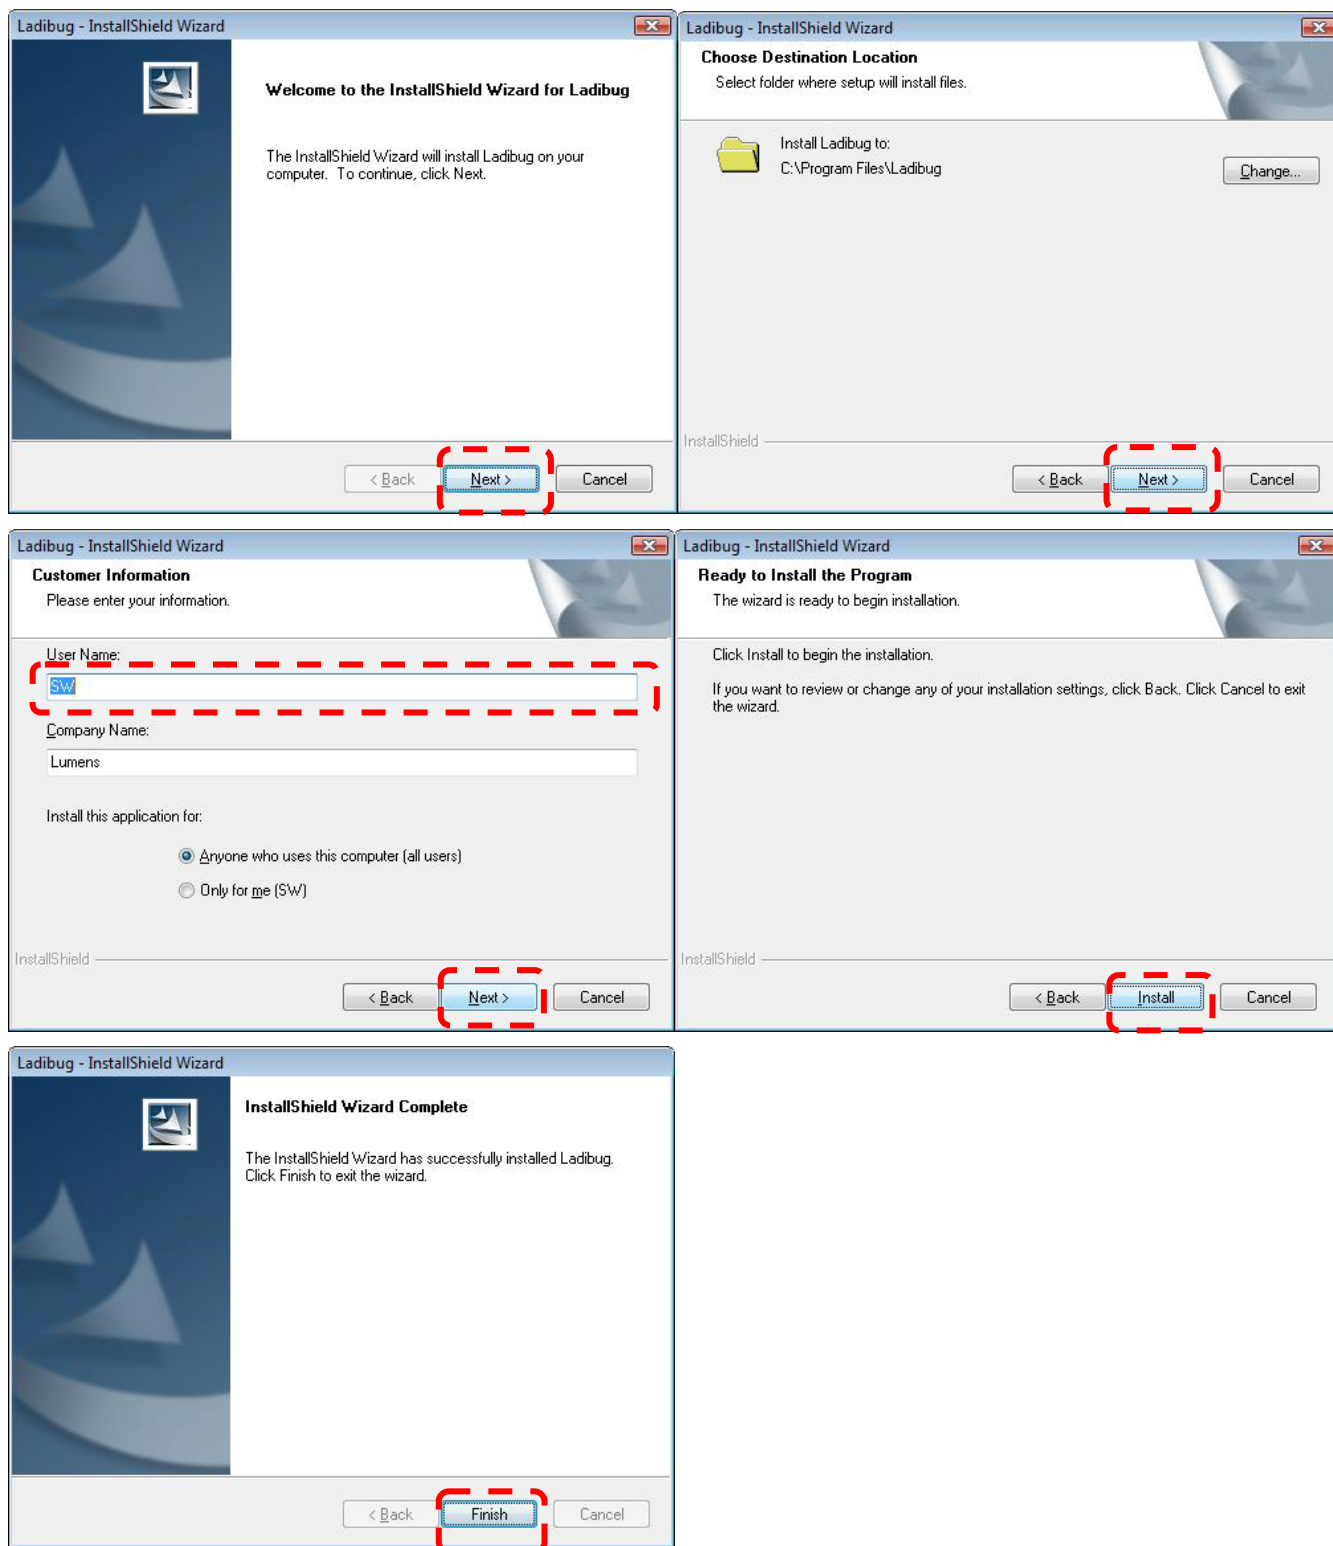 Ladibug - InstallShield Wizard
Welcome to the InstallShield Wizard for Ladibug
The InstallShield Wizard will install Ladibug on your
computer. To continue, click Next.
< Back
Next >
Cancel
Ladibug - InstallShield Wizard
Choose Destination Location
Select folder where setup will install files.
Install Ladibug to:
C:\Program Files\Ladibug
Change...
InstallShield
< Back
Next >
Cancel
Ladibug - InstallShield Wizard
Customer Information
Please enter your information.
User Name:
SW
Company Name:
Lumens
Install this application for:
Anyone who uses this computer (all users)
Only for me (SW)
InstallShield
< Back
Next >
Cancel
Ladibug - InstallShield Wizard
Ready to Install the Program
The wizard is ready to begin installation.
Click Install to begin the installation.
If you want to review or change any of your installation settings, click Back. Click Cancel to exit
the wizard.
InstallShield
< Back
Install
Cancel
Ladibug - InstallShield Wizard
InstallShield Wizard Complete
The InstallShield Wizard has successfully installed Ladibug.
Click Finish to exit the wizard.
< Back
Finish
Cancel